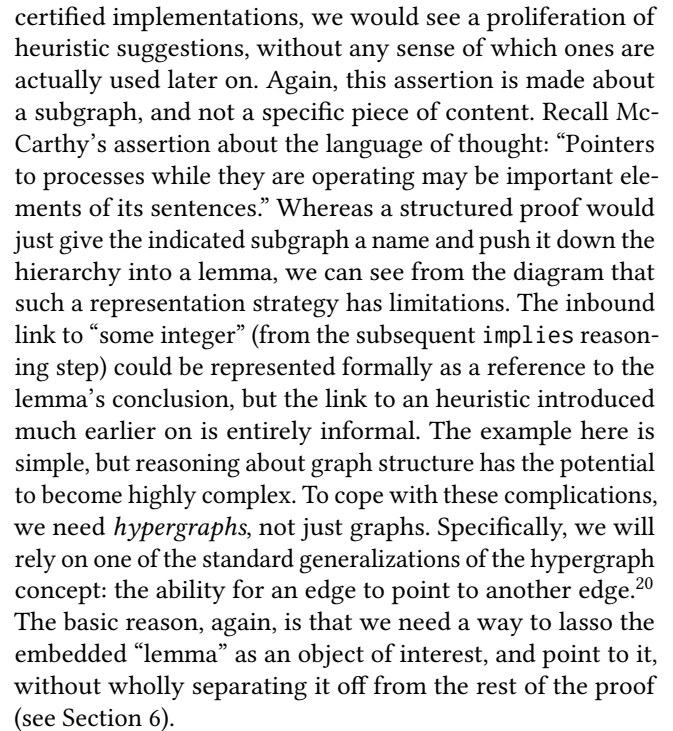 certified implementations, we would see a proliferation of
heuristic suggestions, without any sense of which ones are
actually used later on. Again, this assertion is made about
a subgraph, and not a specific piece of content. Recall Mc-
Carthy’s assertion about the language of thought: “Pointers
to processes while they are operating may be important ele-
ments of its sentences.” Whereas a structured proof would
just give the indicated subgraph a name and push it down the
hierarchy into a lemma, we can see from the diagram that
such a representation strategy has limitations. The inbound
link to “some integer” (from the subsequent implies reason-
ing step) could be represented formally as a reference to the
lemma’s conclusion, but the link to an heuristic introduced
much earlier on is entirely informal. The example here is
simple, but reasoning about graph structure has the potential
to become highly complex. To cope with these complications,
we need hypergraphs, not just graphs. Specifically, we will
rely on one of the standard generalizations of the hypergraph
concept: the ability for an edge to point to another edge.20
The basic reason, again, is that we need a way to lasso the
embedded “lemma” as an object of interest, and point to it,
without wholly separating it off from the rest of the proof
(see Section 6).